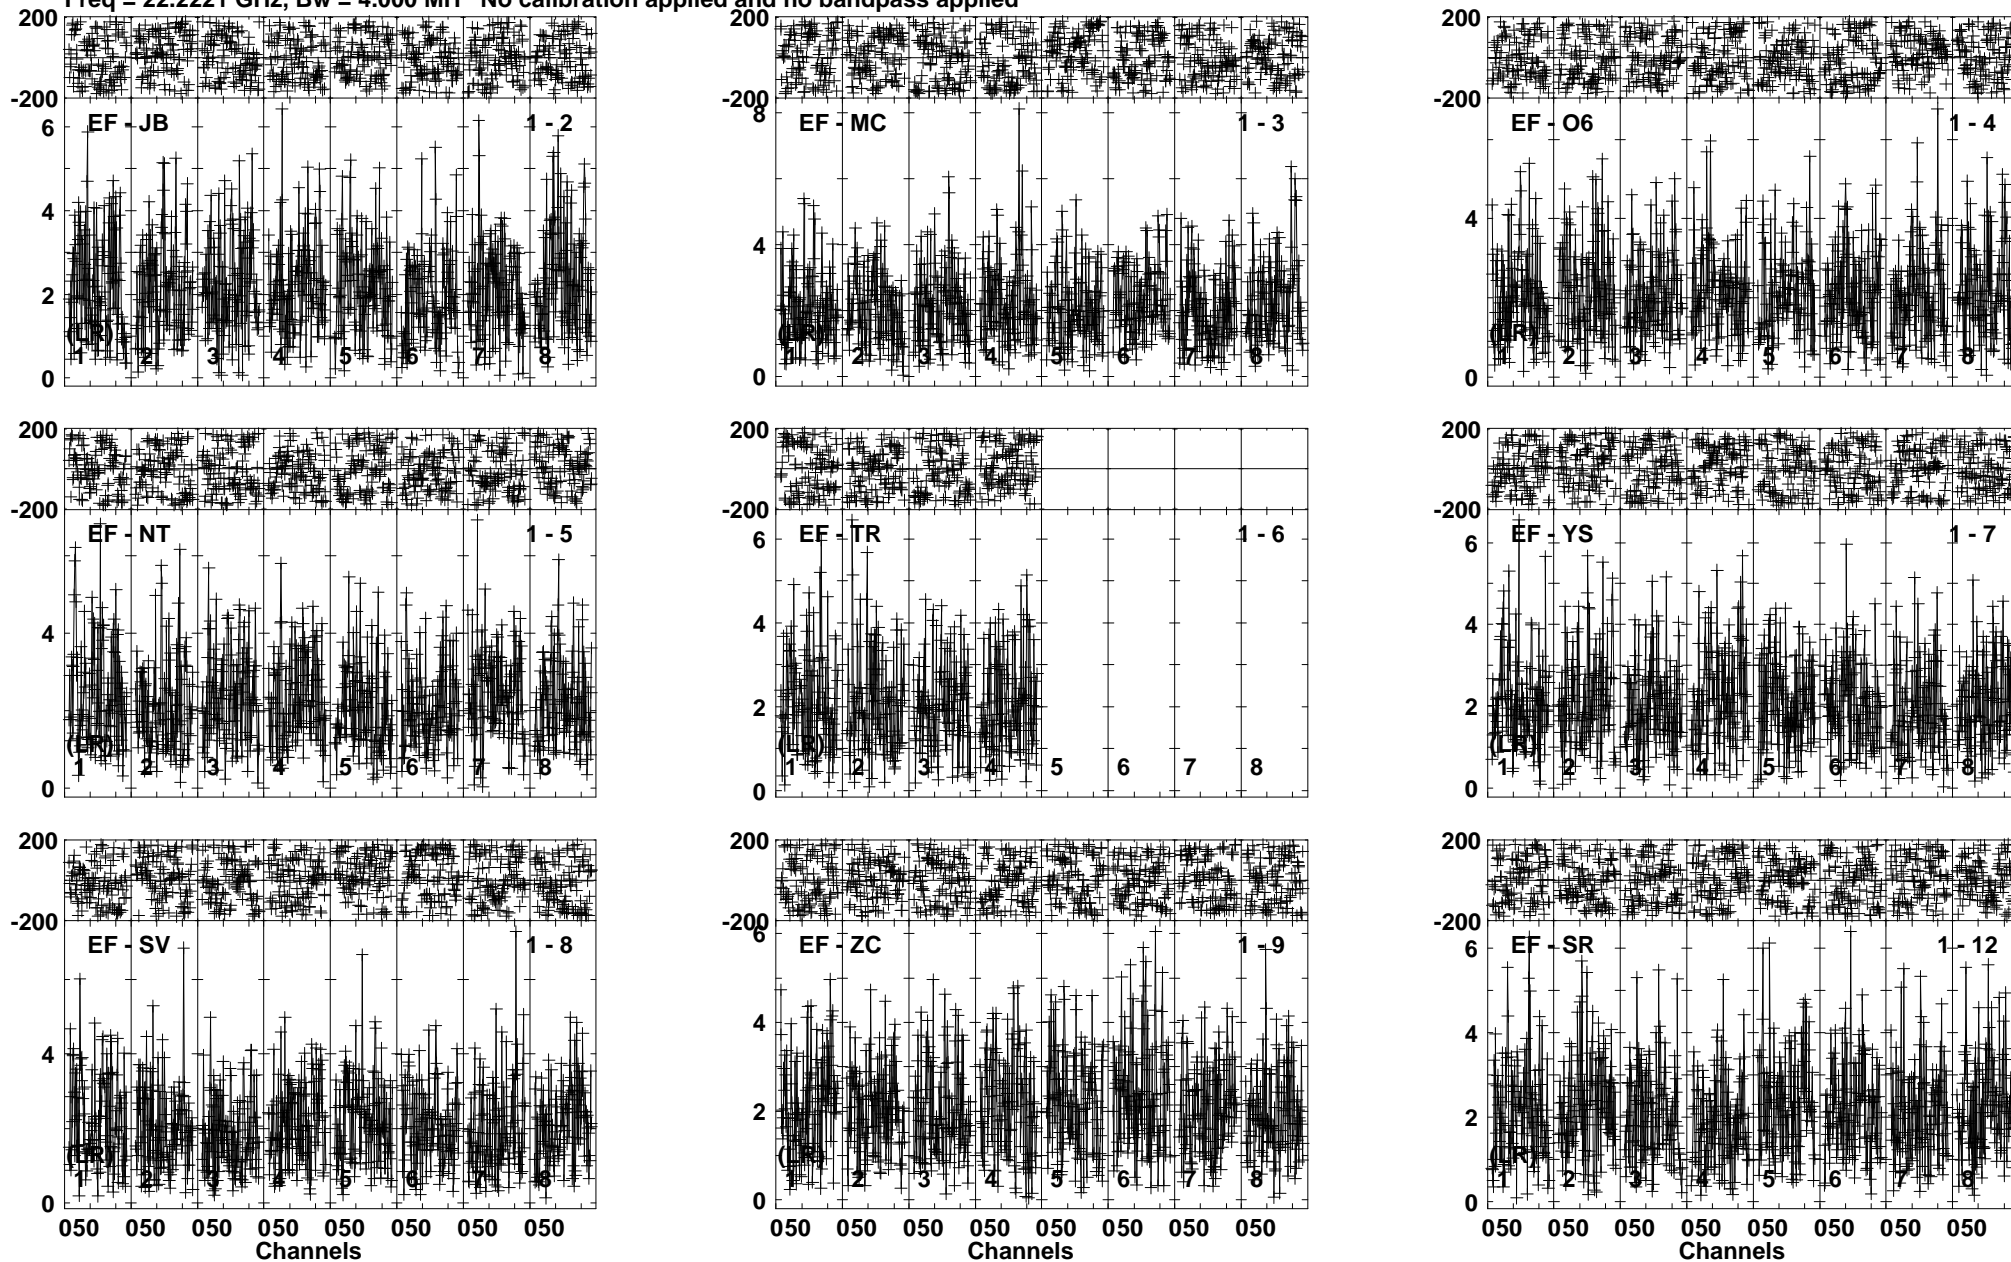 Freq = 22.2221 GHz, Bw = 4.000 MH No calibration applied and no bandpass applied
200 200 200
-200 -200 -200
EF - JB 1 - 2 EF - MC 1 - 3 EF - O6 1 - 4
6 8
4 4 4
2
(LR) (LR) (LR)
1 2 3 4 5 6 7 8 1 2 3 4 5 6 7 8 1 2 3 4 5 6 7 8
0 0 0
200 200 200
-200 -200 -200
EF - NT 1 - 5 EF - TR 1 - 6 EF - YS 1 - 7
6 6
4 4 4
2 2
(LR) (LR) (LR)
1 2 3 4 5 6 7 8 1 2 3 4 5 6 7 8 1 2 3 4 5 6 7 8
0 0 0
200 200 200
-200 -200 -200
EF - SV 1 - 8 EF - ZC 1 - 9 EF - SR 1 - 12
6 6
4 4 4
2 2
(LR) (LR) (LR)
1 2 3 4 5 6 7 8 1 2 3 4 5 6 7 8 1 2 3 4 5 6 7 8
0 0 0
050 050 050 050 050 050 050 050 050 050 050 050 050 050 050 050 050 050 050 050 050 050 050 050
Channels Channels Channels